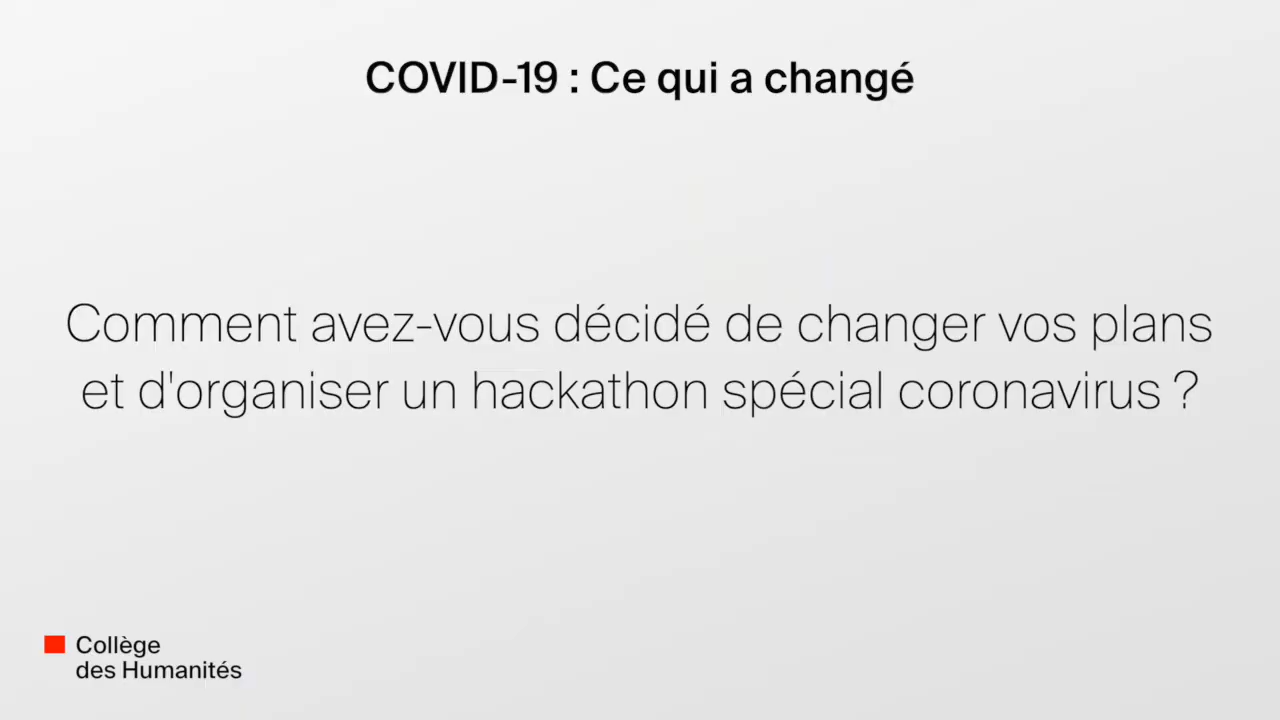 COVID-19 : Ce qui a changé
Comment avez-vous décidé de changer vos plans
et d'organiser un hackathon spécial coronavirus ?
Collège
des Humanités